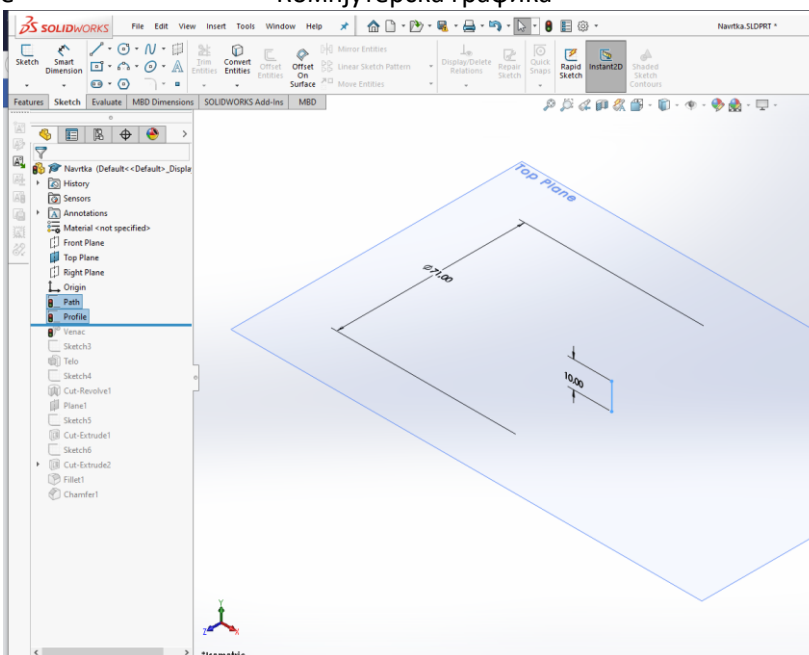 Компјутерска графика
SOLIDWORKS File Edit View Insert Tools Window Help Navrtka.SLDPRT *
Sketch Smart Dimension Trim Entities Convert Entities Offset Entities Offset On Surface Mirror Entities Linear Sketch Pattern Move Entities Display/Delete Relations Repair Sketch Quick Snaps Rapid Sketch Instant2D Shaded Sketch Contours
Features Sketch Evaluate MBD Dimensions SOLIDWORKS Add-Ins MBD
Navrtka (Default<<Default>_Displa
History
Sensors
Annotations
Material <not specified>
Front Plane
Top Plane
Right Plane
Origin
Path
Profile
Venac
Sketch3
Telo
Sketch4
Cut-Revolve1
Plane1
Sketch5
Cut-Extrude1
Sketch6
Cut-Extrude2
Fillet1
Chamfer1
Top Plane
⌀71,00
10,00
Y
Z
X